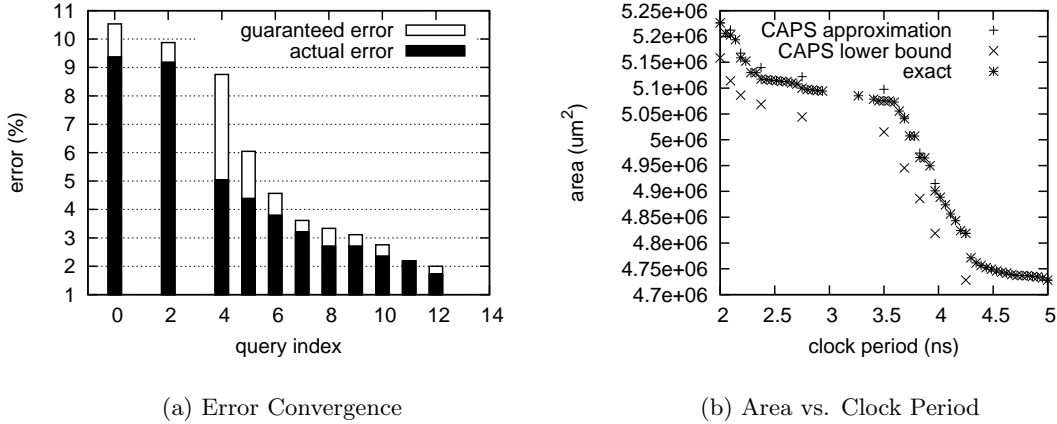 11
10
9
8
7
6
5
4
3
2
1
error (%)
guaranteed error
actual error
0 2 4 6 8 10 12 14
query index
(a) Error Convergence
5.25e+06
5.2e+06
5.15e+06
5.1e+06
5.05e+06
5e+06
4.95e+06
4.9e+06
4.85e+06
4.8e+06
4.75e+06
4.7e+06
area (um²)
CAPS approximation
CAPS lower bound
exact
2 2.5 3 3.5 4 4.5 5
clock period (ns)
(b) Area vs. Clock Period